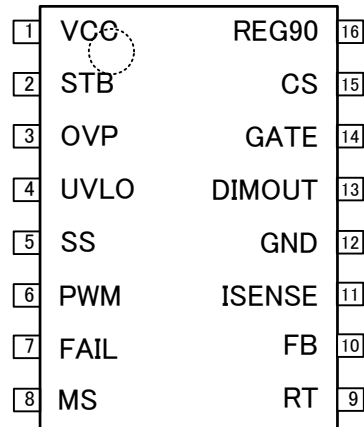 1 VCC REG90 16
2 STB CS 15
3 OVP GATE 14
4 UVLO DIMOUT 13
5 SS GND 12
6 PWM ISENSE 11
7 FAIL FB 10
8 MS RT 9